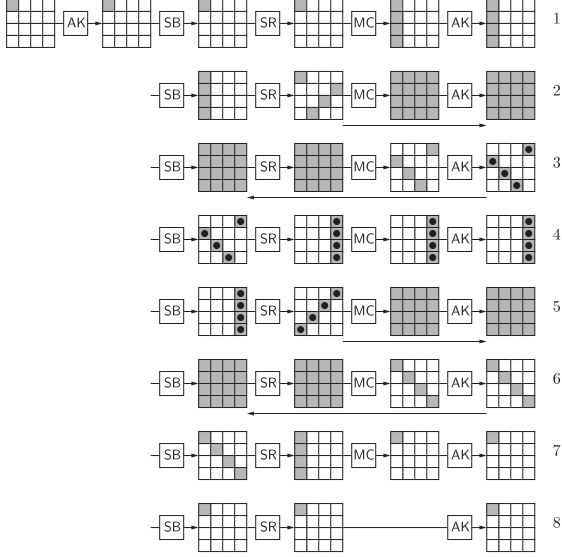 AK SB SR MC AK 1
SB SR MC AK 2
SB SR MC AK 3
SB SR MC AK 4
SB SR MC AK 5
SB SR MC AK 6
SB SR MC AK 7
SB SR AK 8